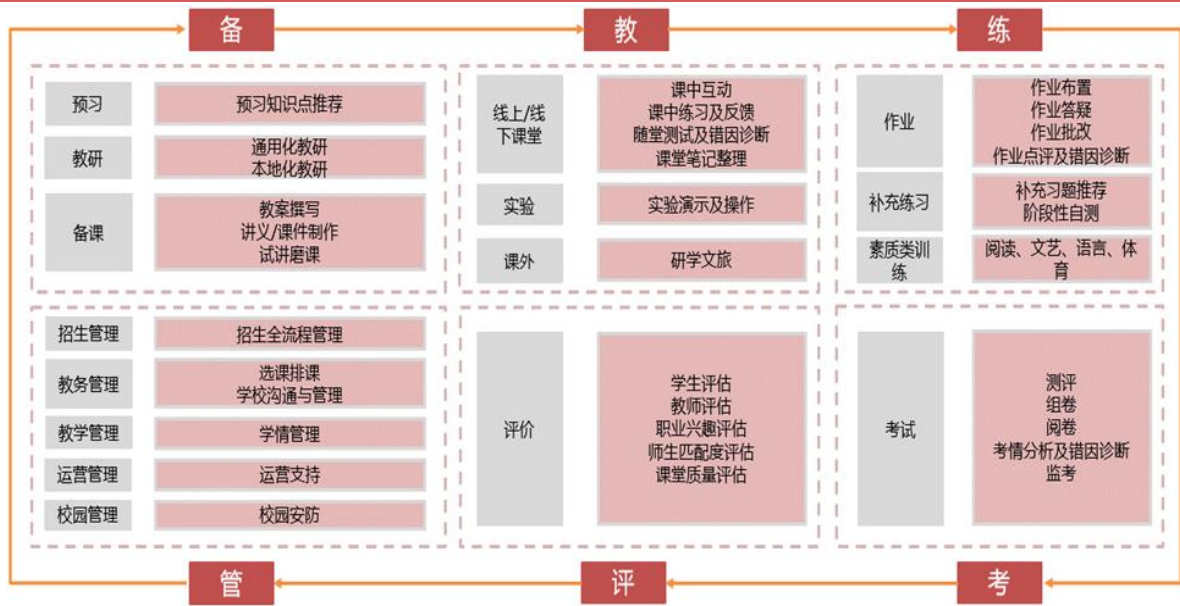 备
教
练
预习
预习知识点推荐
教研
通用化教研
本地化教研
备课
教案撰写
讲义/课件制作
试讲磨课
线上/线
下课堂
课中互动
课中练习及反馈
随堂测试及错因诊断
课堂笔记整理
实验
实验演示及操作
课外
研学文旅
作业
作业布置
作业答疑
作业批改
作业点评及错因诊断
补充练习
补充习题推荐
阶段性自测
素质类训
练
阅读、文艺、语言、体
育
招生管理
招生全流程管理
教务管理
选课排课
学校沟通与管理
教学管理
学情管理
运营管理
运营支持
校园管理
校园安防
评价
学生评估
教师评估
职业兴趣评估
师生匹配度评估
课堂质量评估
考试
测评
组卷
阅卷
考情分析及错因诊断
监考
管
评
考